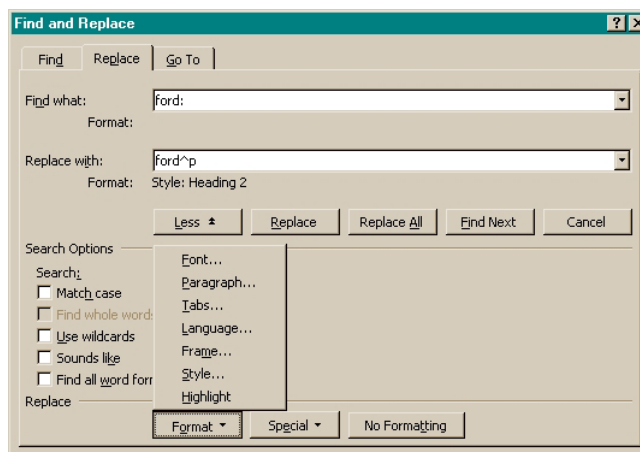 Find and Replace
Find Replace Go To
Find what: ford:
Format:
Replace with: ford^p
Format: Style: Heading 2
Less Replace Replace All Find Next Cancel
Search Options
Search:
Match case
Find whole words
Use wildcards
Sounds like
Find all word forr
Replace
Font...
Paragraph...
Tabs...
Language...
Frame...
Style...
Highlight
Format Special No Formatting